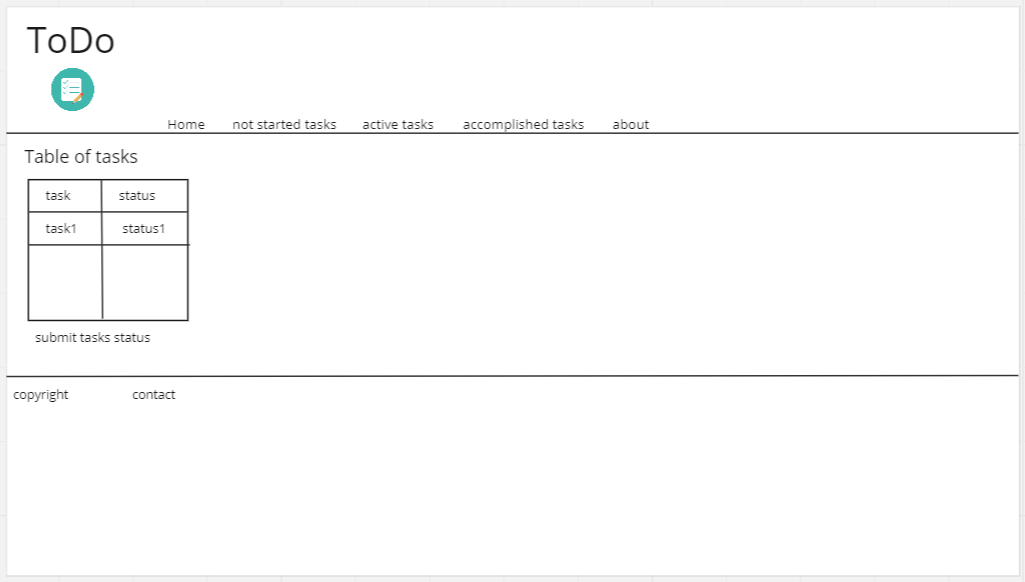 ToDo
Home not started tasks active tasks accomplished tasks about
Table of tasks
task status
task1 status1
submit tasks status
copyright contact